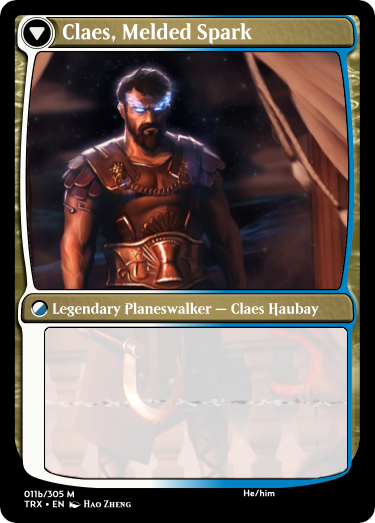 Claes, Melded Spark
Legendary Planeswalker — Claes Haubay
011b/305 M
He/him
TRX • EN Hao Zheng